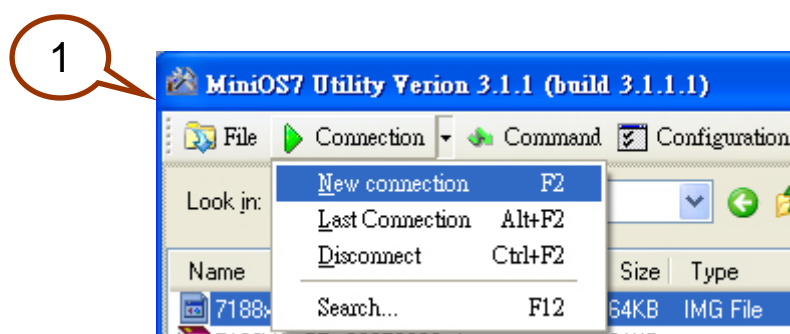 1
MiniOS7 Utility Verion 3.1.1 (build 3.1.1.1)
File Connection Command Configuration
New connection F2
Look in:
Last Connection Alt+F2
Disconnect Ctrl+F2
Name Size Type
Search... F12
7188x 64KB IMG File